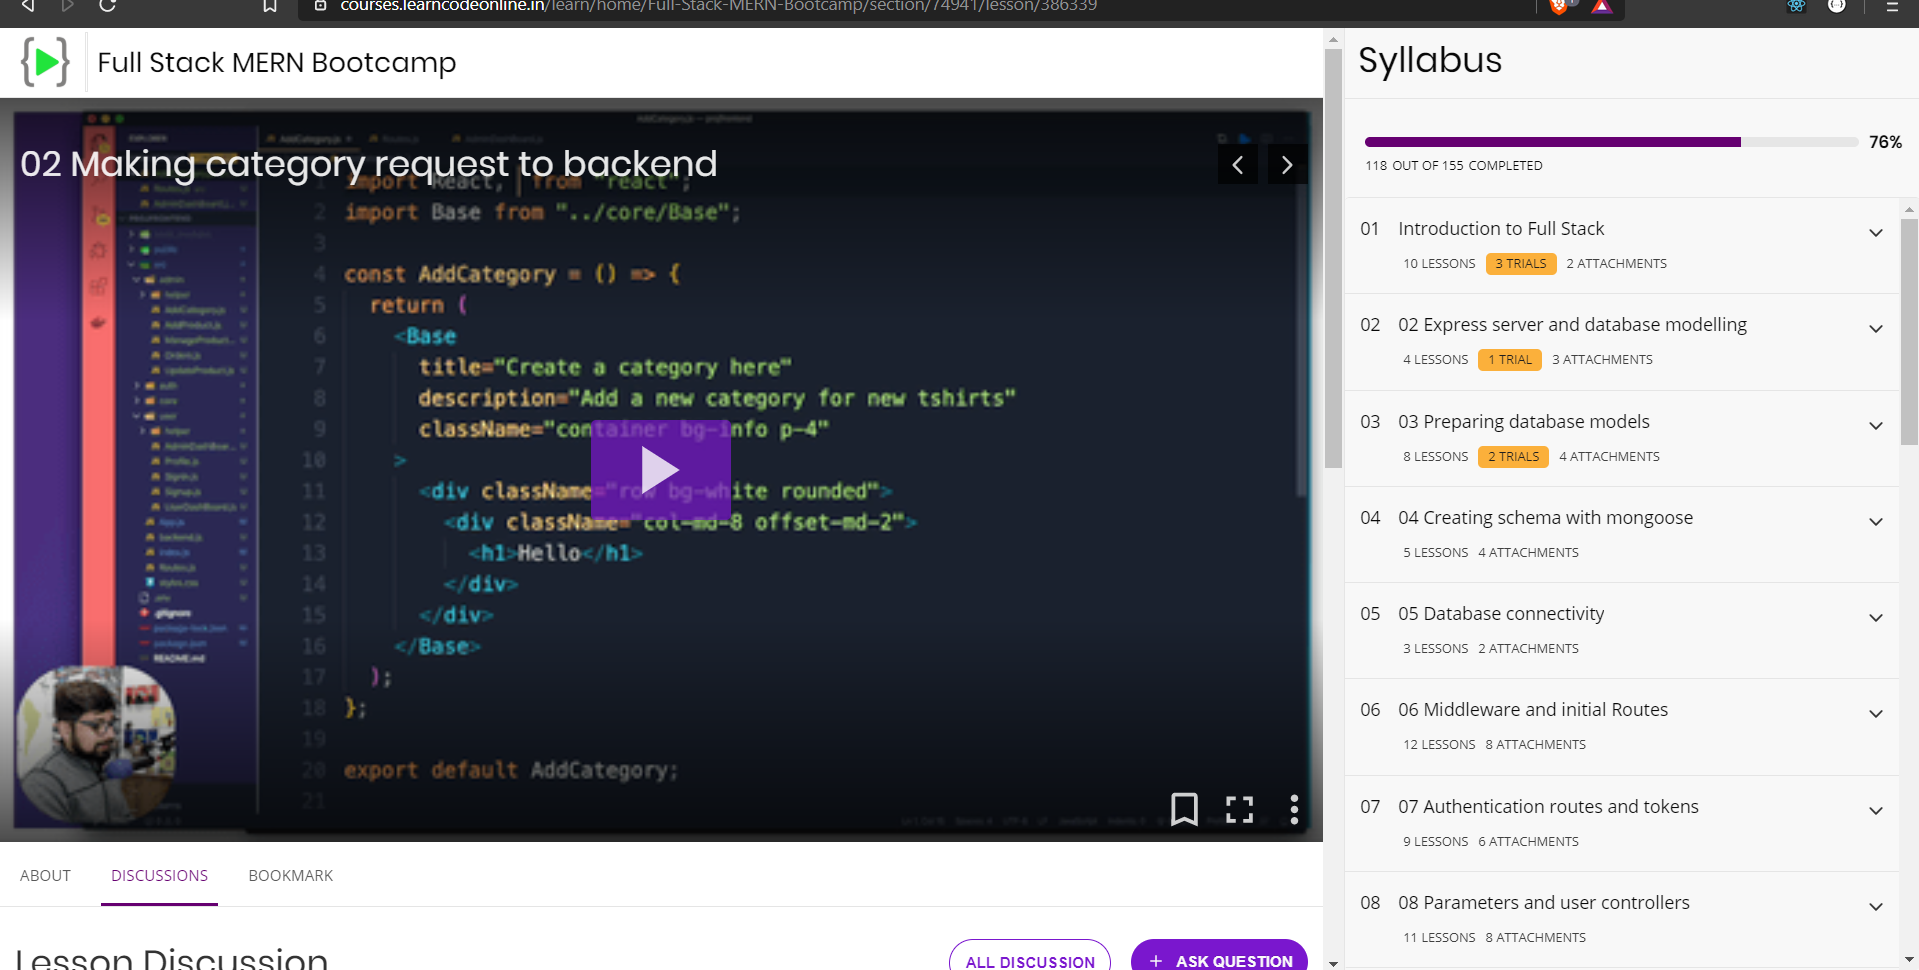 courses.learncodeonline.in/learn/home/Full-Stack-MERN-Bootcamp/section/74941/lesson/386339
Full Stack MERN Bootcamp
02 Making category request to backend
AddCategory.js
import React, from "react";
2 import Base from "../core/Base";
3
4 const AddCategory = () => {
5 return (
6 <Base
7 title="Create a category here"
8 description="Add a new category for new tshirts"
9 className="container bg-info p-4"
10 >
11 <div className="row bg-white rounded">
12 <div className="col-md-8 offset-md-2">
13 <h1>Hello</h1>
14 </div>
15 </div>
16 </Base>
17 );
18 };
19
20 export default AddCategory;
21
ABOUT
DISCUSSIONS
BOOKMARK
Lesson Discussion
ALL DISCUSSION
+ ASK QUESTION
Syllabus
76%
118 OUT OF 155 COMPLETED
01 Introduction to Full Stack
10 LESSONS 3 TRIALS 2 ATTACHMENTS
02 02 Express server and database modelling
4 LESSONS 1 TRIAL 3 ATTACHMENTS
03 03 Preparing database models
8 LESSONS 2 TRIALS 4 ATTACHMENTS
04 04 Creating schema with mongoose
5 LESSONS 4 ATTACHMENTS
05 05 Database connectivity
3 LESSONS 2 ATTACHMENTS
06 06 Middleware and initial Routes
12 LESSONS 8 ATTACHMENTS
07 07 Authentication routes and tokens
9 LESSONS 6 ATTACHMENTS
08 08 Parameters and user controllers
11 LESSONS 8 ATTACHMENTS